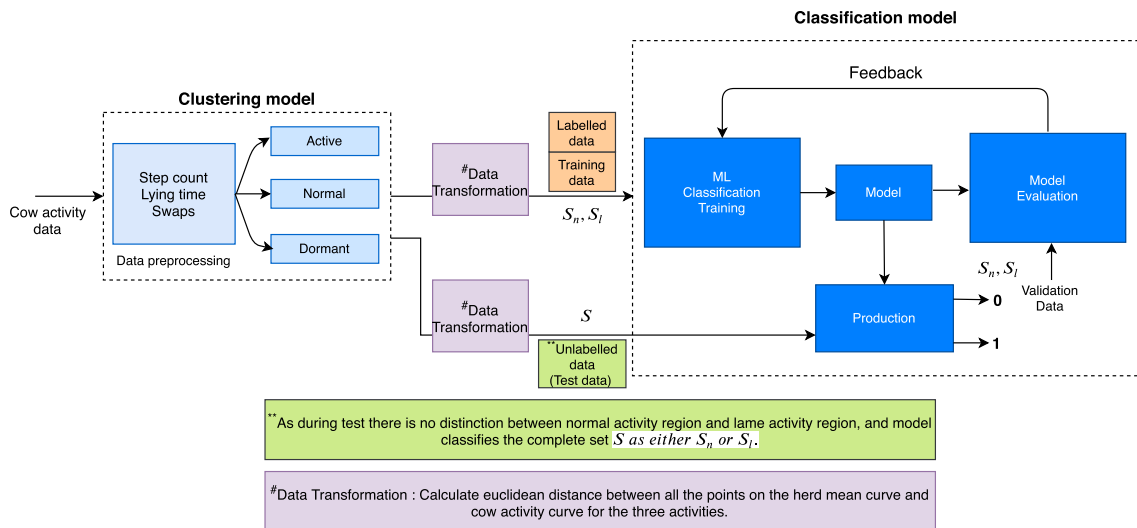 Classification model
Feedback
Clustering model
Cow activity
data
Step count
Lying time
Swaps
Data preprocessing
Active
Normal
Dormant
#Data
Transformation
Labelled
data
Training
data
Sn, Sl
ML
Classification
Training
Model
Model
Evaluation
Sn, Sl
Validation
Data
#Data
Transformation
S
**Unlabelled
data
(Test data)
Production
0
1
**As during test there is no distinction between normal activity region and lame activity region, and model
classifies the complete set S as either Sn or Sl.
#Data Transformation : Calculate euclidean distance between all the points on the herd mean curve and
cow activity curve for the three activities.